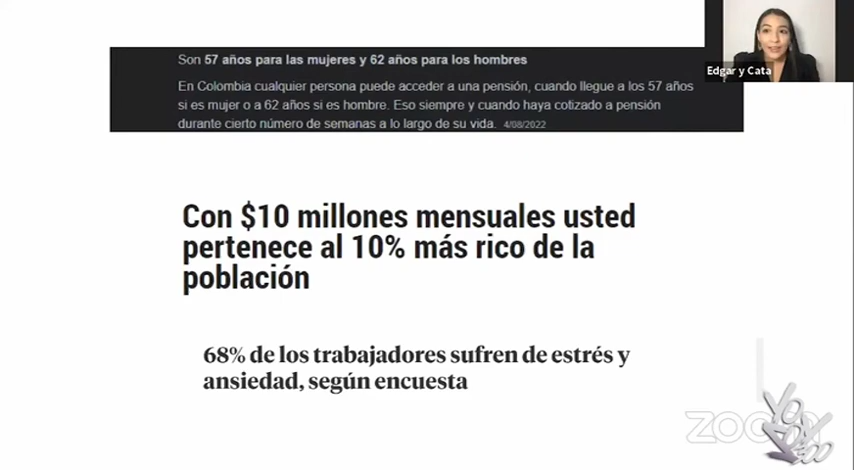 Son 57 años para las mujeres y 62 años para los hombres
Edgar y Cata
En Colombia cualquier persona puede acceder a una pensión, cuando llegue a los 57 años
si es mujer o a 62 años si es hombre. Eso siempre y cuando haya cotizado a pensión
durante cierto número de semanas a lo largo de su vida. 4/08/2022
Con $10 millones mensuales usted
pertenece al 10% más rico de la
población
68% de los trabajadores sufren de estrés y
ansiedad, según encuesta